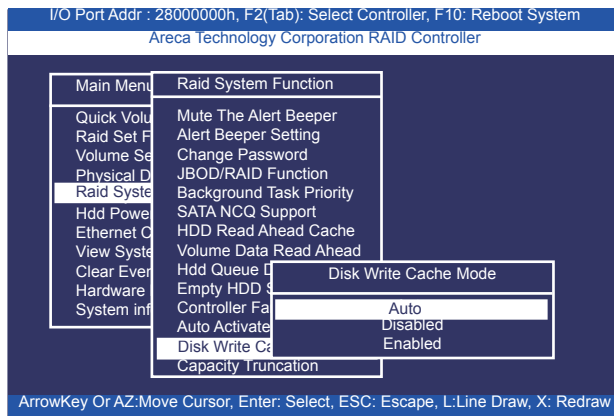 I/O Port Addr : 28000000h, F2(Tab): Select Controller, F10: Reboot System
Areca Technology Corporation RAID Controller
Main Menu
Quick Volu
Raid Set F
Volume Se
Physical D
Raid Syste
Hdd Powe
Ethernet C
View Syste
Clear Even
Hardware
System inf
Raid System Function
Mute The Alert Beeper
Alert Beeper Setting
Change Password
JBOD/RAID Function
Background Task Priority
SATA NCQ Support
HDD Read Ahead Cache
Volume Data Read Ahead
Hdd Queue D
Empty HDD S
Controller Fa
Auto Activate
Disk Write Ca
Capacity Truncation
Disk Write Cache Mode
Auto
Disabled
Enabled
ArrowKey Or AZ:Move Cursor, Enter: Select, ESC: Escape, L:Line Draw, X: Redraw